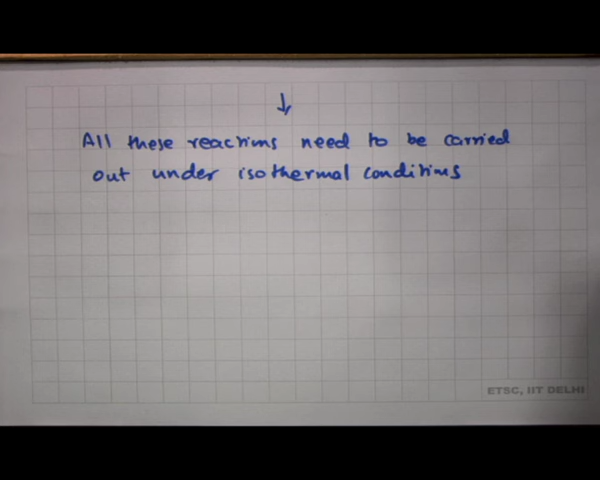 ↓
All these reactions need to be carried
out under isothermal conditions
ETSC, IIT DELHI